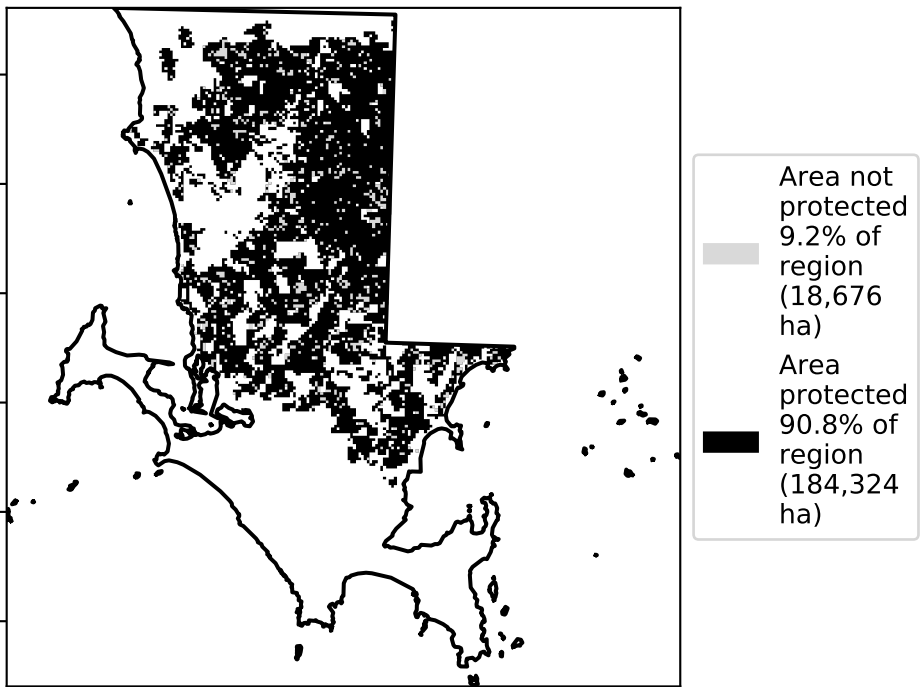 Area not
protected
9.2% of
region
(18,676
ha)
Area
protected
90.8% of
region
(184,324
ha)